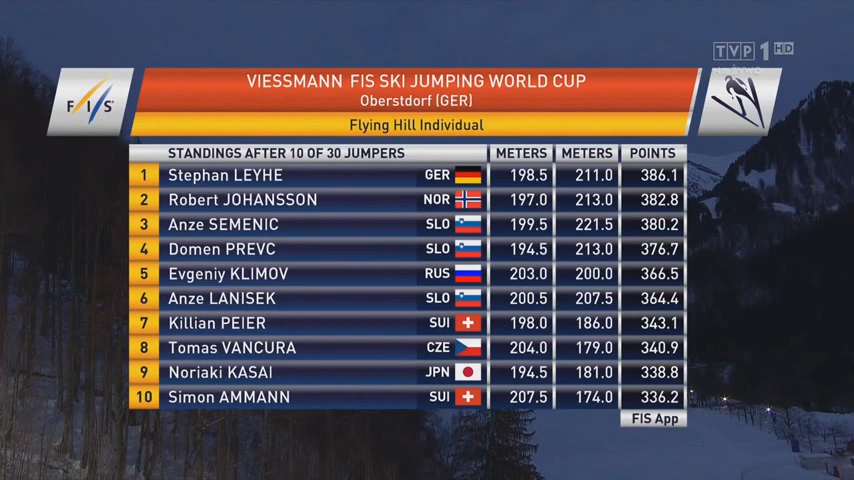 TVP 1 HD
NA ŻYWO
FIS
VIESSMANN FIS SKI JUMPING WORLD CUP
Oberstdorf (GER)
Flying Hill Individual
STANDINGS AFTER 10 OF 30 JUMPERS METERS METERS POINTS
1 Stephan LEYHE GER 198.5 211.0 386.1
2 Robert JOHANSSON NOR 197.0 213.0 382.8
3 Anze SEMENIC SLO 199.5 221.5 380.2
4 Domen PREVC SLO 194.5 213.0 376.7
5 Evgeniy KLIMOV RUS 203.0 200.0 366.5
6 Anze LANISEK SLO 200.5 207.5 364.4
7 Killian PEIER SUI 198.0 186.0 343.1
8 Tomas VANCURA CZE 204.0 179.0 340.9
9 Noriaki KASAI JPN 194.5 181.0 338.8
10 Simon AMMANN SUI 207.5 174.0 336.2
FIS App